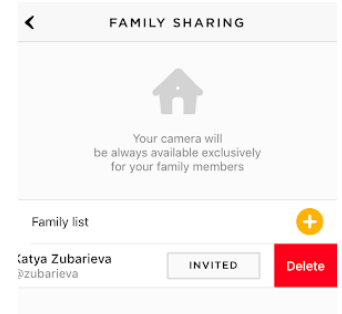 FAMILY SHARING
Your camera will
be always available exclusively
for your family members
Family list
Katya Zubarieva
INVITED
Delete
@zubarieva